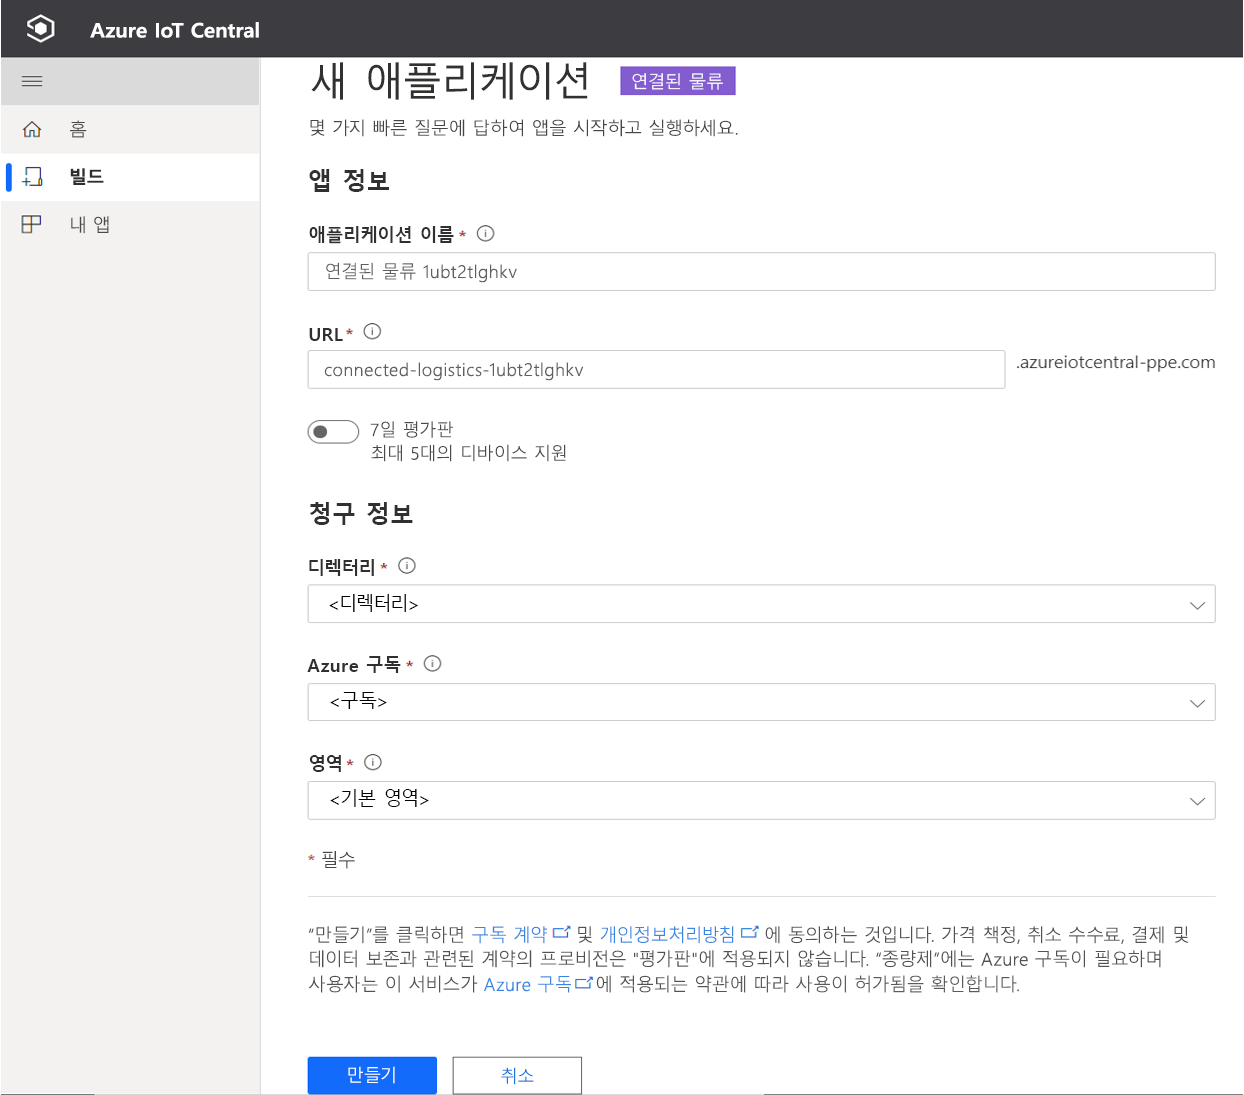 Azure IoT Central
새 애플리케이션 연결된 물류
몇 가지 빠른 질문에 답하여 앱을 시작하고 실행하세요.
홈
빌드
내 앱
앱 정보
애플리케이션 이름 *
연결된 물류 1ubt2tlghkv
URL *
connected-logistics-1ubt2tlghkv .azureiotcentral-ppe.com
7일 평가판
최대 5대의 디바이스 지원
청구 정보
디렉터리 *
<디렉터리>
Azure 구독 *
<구독>
영역 *
<기본 영역>
* 필수
“만들기”를 클릭하면 구독 계약 및 개인정보처리방침 에 동의하는 것입니다. 가격 책정, 취소 수수료, 결제 및
데이터 보존과 관련된 계약의 프로비전은 "평가판"에 적용되지 않습니다. “종량제”에는 Azure 구독이 필요하며
사용자는 이 서비스가 Azure 구독에 적용되는 약관에 따라 사용이 허가됨을 확인합니다.
만들기 취소